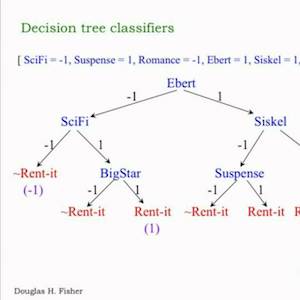 Decision tree classifiers
[ SciFi = -1, Suspense = 1, Romance = -1, Ebert = 1, Siskel = 1,
Ebert
-1 1
SciFi Siskel
-1 1 -1
~Rent-it BigStar Suspense
(-1) -1 1 -1 1
~Rent-it Rent-it ~Rent-it Rent-it R
(1)
Douglas H. Fisher